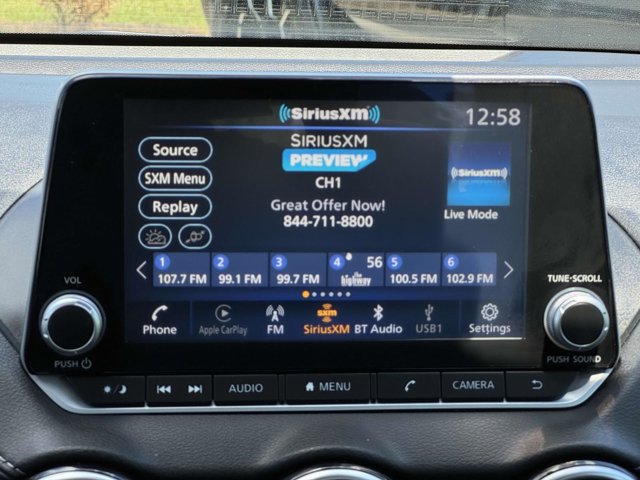 SiriusXM
12:58
Source
SXM Menu
Replay
SIRIUSXM
PREVIEW
CH1
Great Offer Now!
844-711-8800
SiriusXM
Live Mode
1 2 3 4 56 5 6
107.7 FM 99.1 FM 99.7 FM the highway 100.5 FM 102.9 FM
sxm
Phone Apple CarPlay FM SiriusXM BT Audio USB1 Settings
VOL
PUSH
TUNE·SCROLL
PUSH SOUND
AUDIO MENU CAMERA